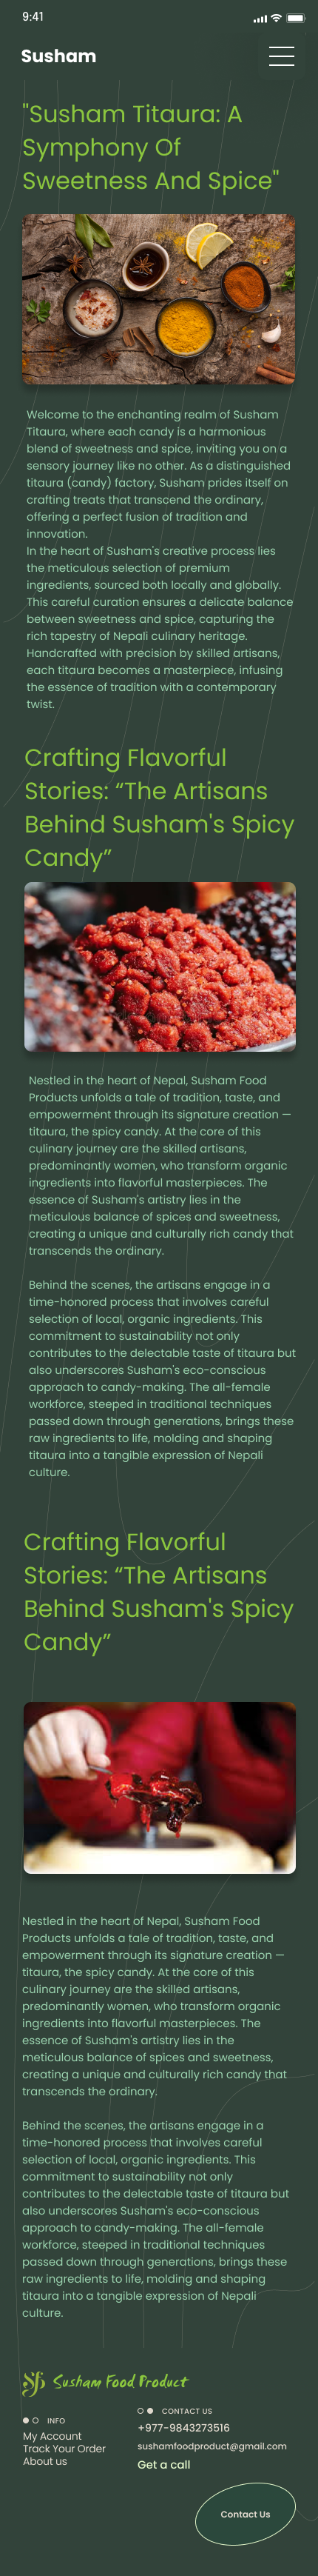 9:41
Susham
"Susham Titaura: A
Symphony Of
Sweetness And Spice"
Welcome to the enchanting realm of Susham
Titaura, where each candy is a harmonious
blend of sweetness and spice, inviting you on a
sensory journey like no other. As a distinguished
titaura (candy) factory, Susham prides itself on
crafting treats that transcend the ordinary,
offering a perfect fusion of tradition and
innovation.
In the heart of Susham's creative process lies
the meticulous selection of premium
ingredients, sourced both locally and globally.
This careful curation ensures a delicate balance
between sweetness and spice, capturing the
rich tapestry of Nepali culinary heritage.
Handcrafted with precision by skilled artisans,
each titaura becomes a masterpiece, infusing
the essence of tradition with a contemporary
twist.
Crafting Flavorful
Stories: “The Artisans
Behind Susham's Spicy
Candy”
Nestled in the heart of Nepal, Susham Food
Products unfolds a tale of tradition, taste, and
empowerment through its signature creation —
titaura, the spicy candy. At the core of this
culinary journey are the skilled artisans,
predominantly women, who transform organic
ingredients into flavorful masterpieces. The
essence of Susham's artistry lies in the
meticulous balance of spices and sweetness,
creating a unique and culturally rich candy that
transcends the ordinary.
Behind the scenes, the artisans engage in a
time-honored process that involves careful
selection of local, organic ingredients. This
commitment to sustainability not only
contributes to the delectable taste of titaura but
also underscores Susham's eco-conscious
approach to candy-making. The all-female
workforce, steeped in traditional techniques
passed down through generations, brings these
raw ingredients to life, molding and shaping
titaura into a tangible expression of Nepali
culture.
Crafting Flavorful
Stories: “The Artisans
Behind Susham's Spicy
Candy”
Nestled in the heart of Nepal, Susham Food
Products unfolds a tale of tradition, taste, and
empowerment through its signature creation —
titaura, the spicy candy. At the core of this
culinary journey are the skilled artisans,
predominantly women, who transform organic
ingredients into flavorful masterpieces. The
essence of Susham's artistry lies in the
meticulous balance of spices and sweetness,
creating a unique and culturally rich candy that
transcends the ordinary.
Behind the scenes, the artisans engage in a
time-honored process that involves careful
selection of local, organic ingredients. This
commitment to sustainability not only
contributes to the delectable taste of titaura but
also underscores Susham's eco-conscious
approach to candy-making. The all-female
workforce, steeped in traditional techniques
passed down through generations, brings these
raw ingredients to life, molding and shaping
titaura into a tangible expression of Nepali
culture.
Susham Food Product
INFO
My Account
Track Your Order
About us
CONTACT US
+977-9843273516
sushamfoodproduct@gmail.com
Get a call
Contact Us